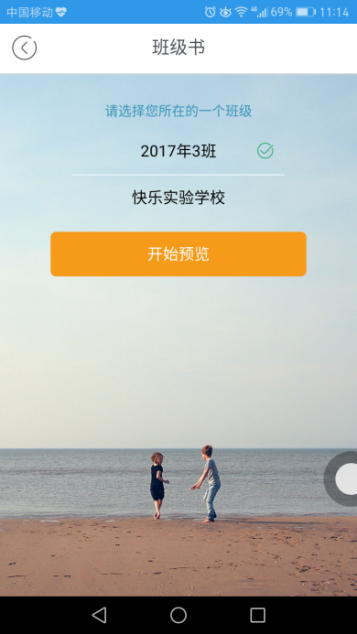 中国移动 69% 11:14
班级书
请选择您所在的一个班级
2017年3班
快乐实验学校
开始预览